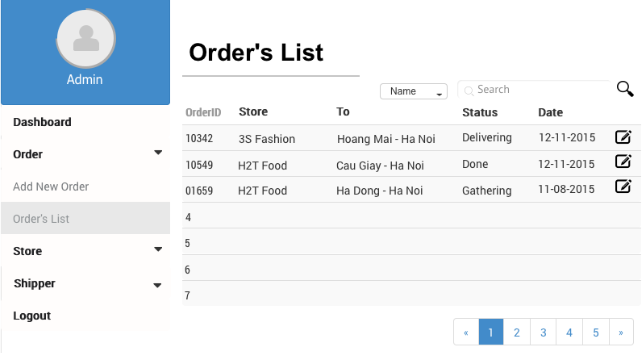 Admin
Dashboard
Order
Add New Order
Order's List
Store
Shipper
Logout
Order's List
Name
Search
OrderID Store To Status Date
10342 3S Fashion Hoang Mai - Ha Noi Delivering 12-11-2015
10549 H2T Food Cau Giay - Ha Noi Done 12-11-2015
01659 H2T Food Ha Dong - Ha Noi Gathering 11-08-2015
4
5
6
7
« 1 2 3 4 5 »